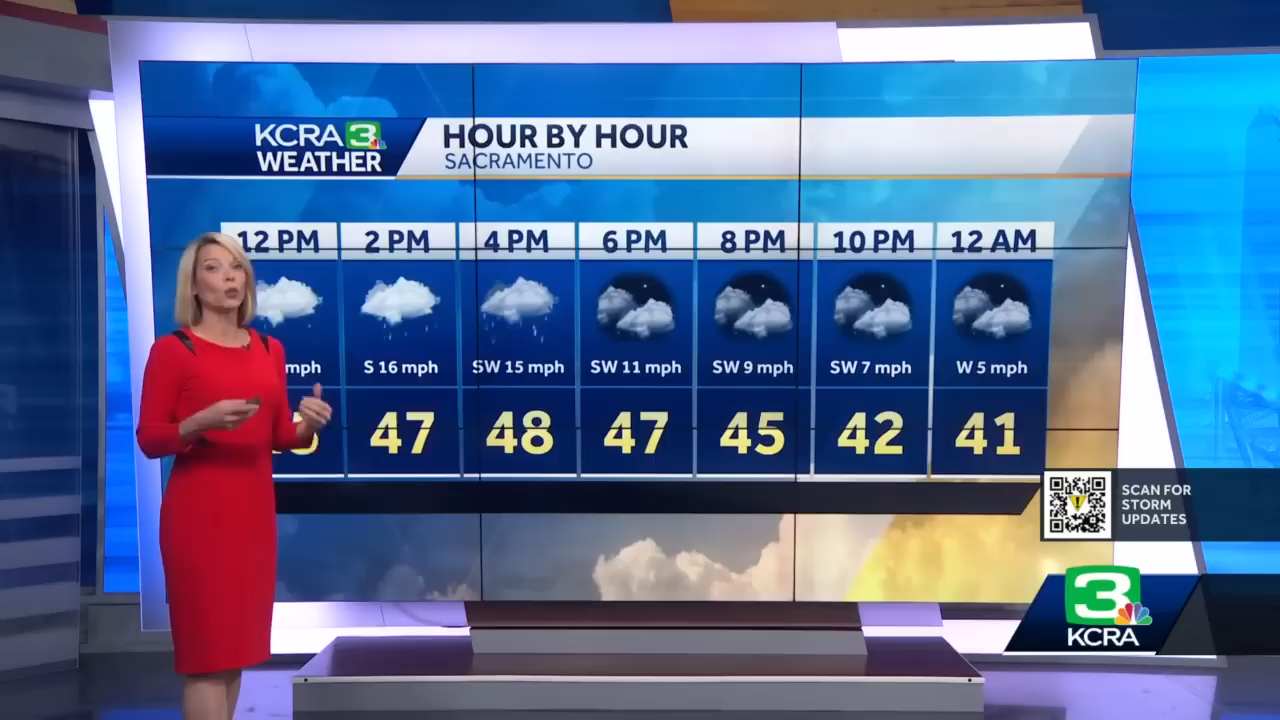 KCRA 3
WEATHER
HOUR BY HOUR
SACRAMENTO
12 PM 2 PM 4 PM 6 PM 8 PM 10 PM 12 AM
mph S 16 mph SW 15 mph SW 11 mph SW 9 mph SW 7 mph W 5 mph
47 48 47 45 42 41
SCAN FOR
STORM
UPDATES
3
KCRA